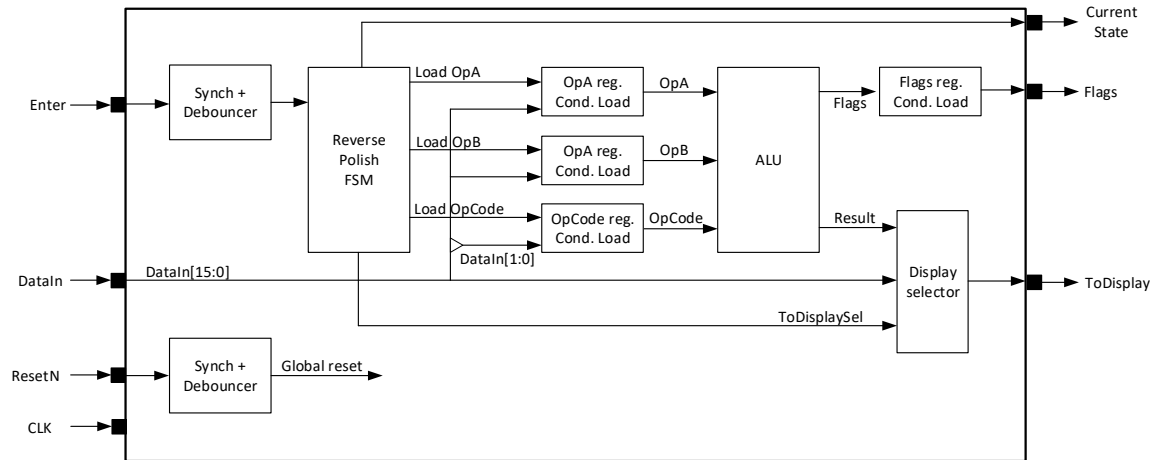 Current
State
Enter
Synch +
Debouncer
Reverse
Polish
FSM
Load OpA
OpA reg.
Cond. Load
OpA
Load OpB
OpA reg.
Cond. Load
OpB
Load OpCode
OpCode reg.
Cond. Load
OpCode
DataIn[1:0]
ALU
Flags
Flags reg.
Cond. Load
Flags
Result
DataIn
DataIn[15:0]
Display
selector
ToDisplay
ToDisplaySel
ResetN
Synch +
Debouncer
Global reset
CLK